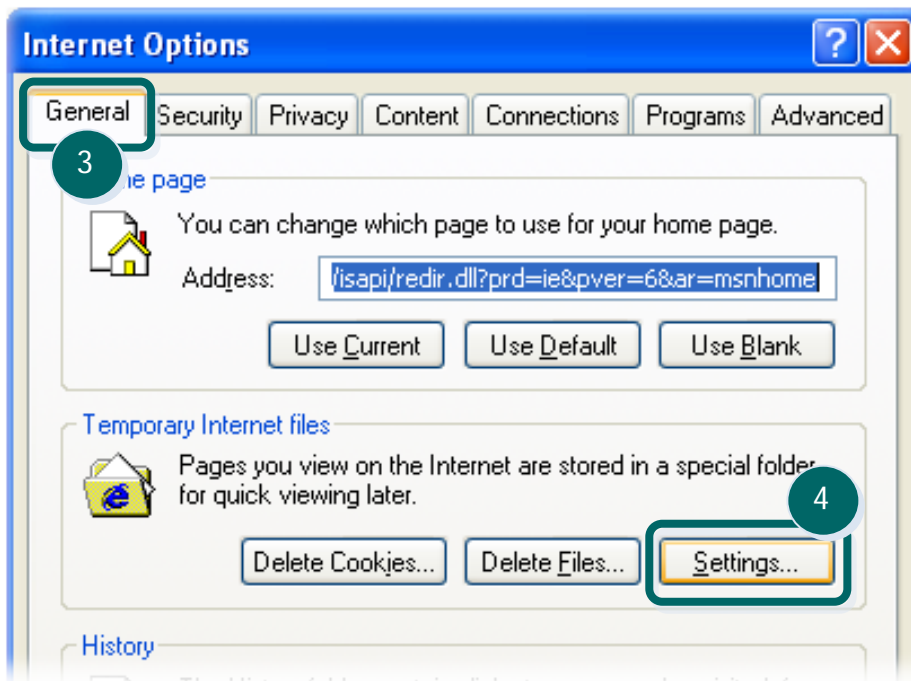 Internet Options
General Security Privacy Content Connections Programs Advanced
3
page
You can change which page to use for your home page.
Address: /isapi/redir.dll?prd=ie&pver=6&ar=msnhome
Use Current Use Default Use Blank
Temporary Internet files
Pages you view on the Internet are stored in a special folder
for quick viewing later.
4
Delete Cookies... Delete Files... Settings...
History